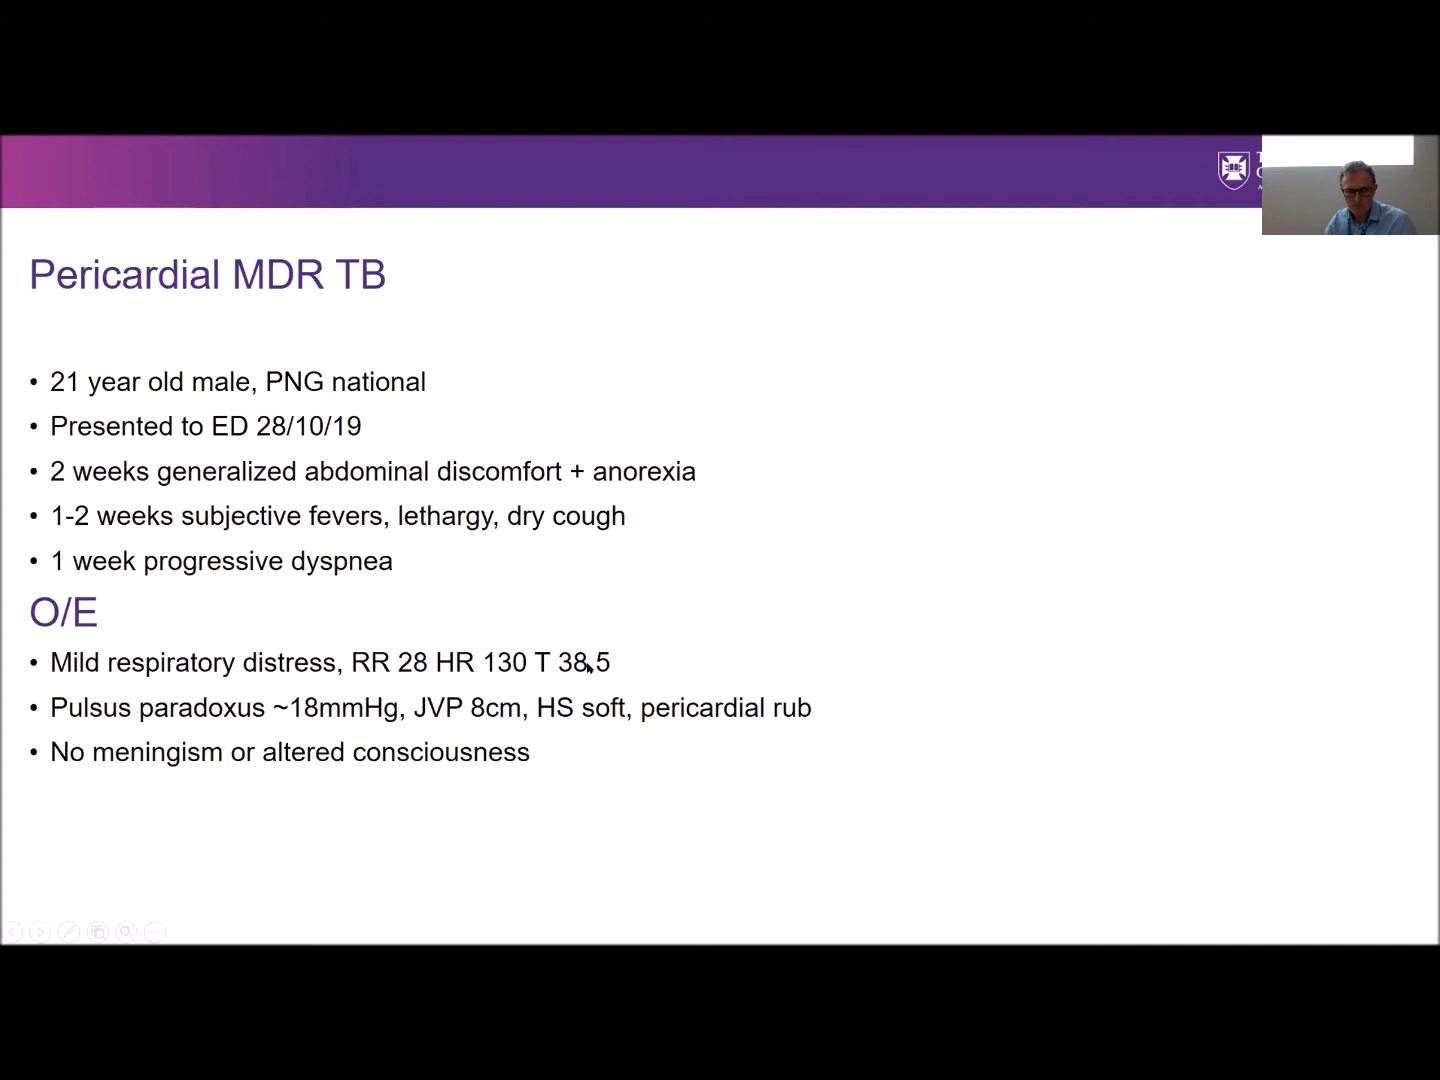 Pericardial MDR TB
• 21 year old male, PNG national
• Presented to ED 28/10/19
• 2 weeks generalized abdominal discomfort + anorexia
• 1-2 weeks subjective fevers, lethargy, dry cough
• 1 week progressive dyspnea
O/E
• Mild respiratory distress, RR 28 HR 130 T 38.5
• Pulsus paradoxus ~18mmHg, JVP 8cm, HS soft, pericardial rub
• No meningism or altered consciousness